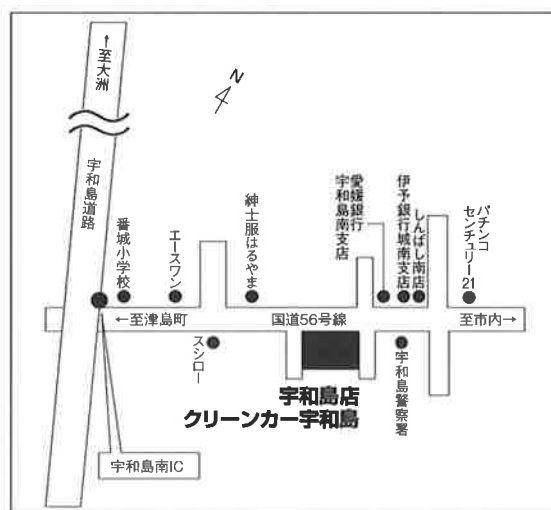 ←至大洲
N
宇和島道路
番城小学校
エースワン
紳士服はるやま
愛媛銀行
宇和島南支店
伊予銀行城南支店
しんばし南店
パチンコ
センチュリー21
←至津島町
国道56号線
至市内→
スシロー
宇和島警察署
宇和島店
クリーンカー宇和島
宇和島南IC